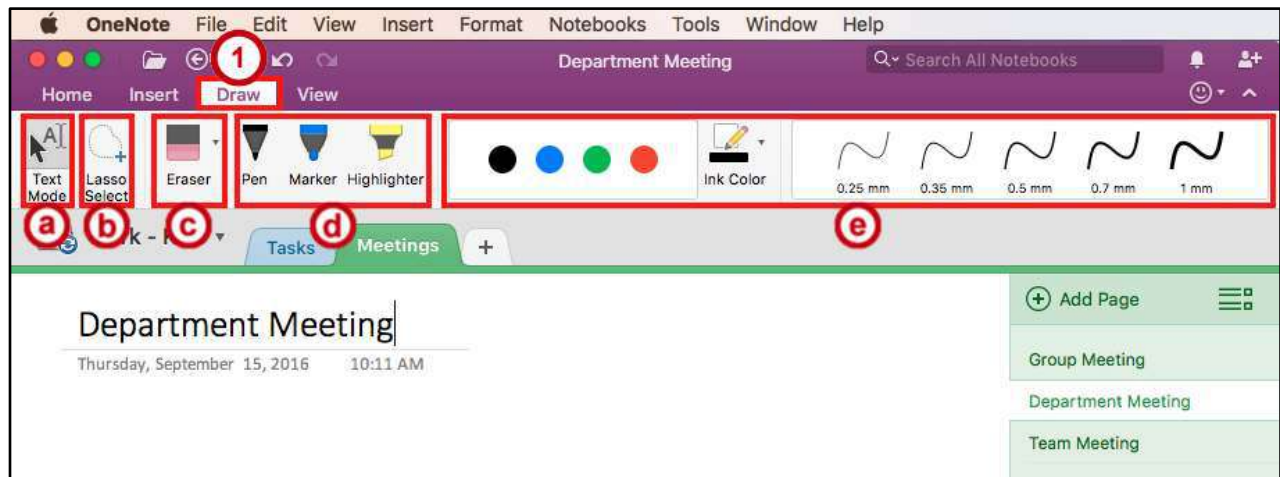 OneNote File Edit View Insert Format Notebooks Tools Window Help
1
Department Meeting
Search All Notebooks
Home Insert Draw View
Text Mode
Lasso Select
Eraser
Pen Marker Highlighter
Ink Color
0.25 mm 0.35 mm 0.5 mm 0.7 mm 1 mm
a b c d e
Tasks Meetings +
Department Meeting
Thursday, September 15, 2016 10:11 AM
Add Page
Group Meeting
Department Meeting
Team Meeting